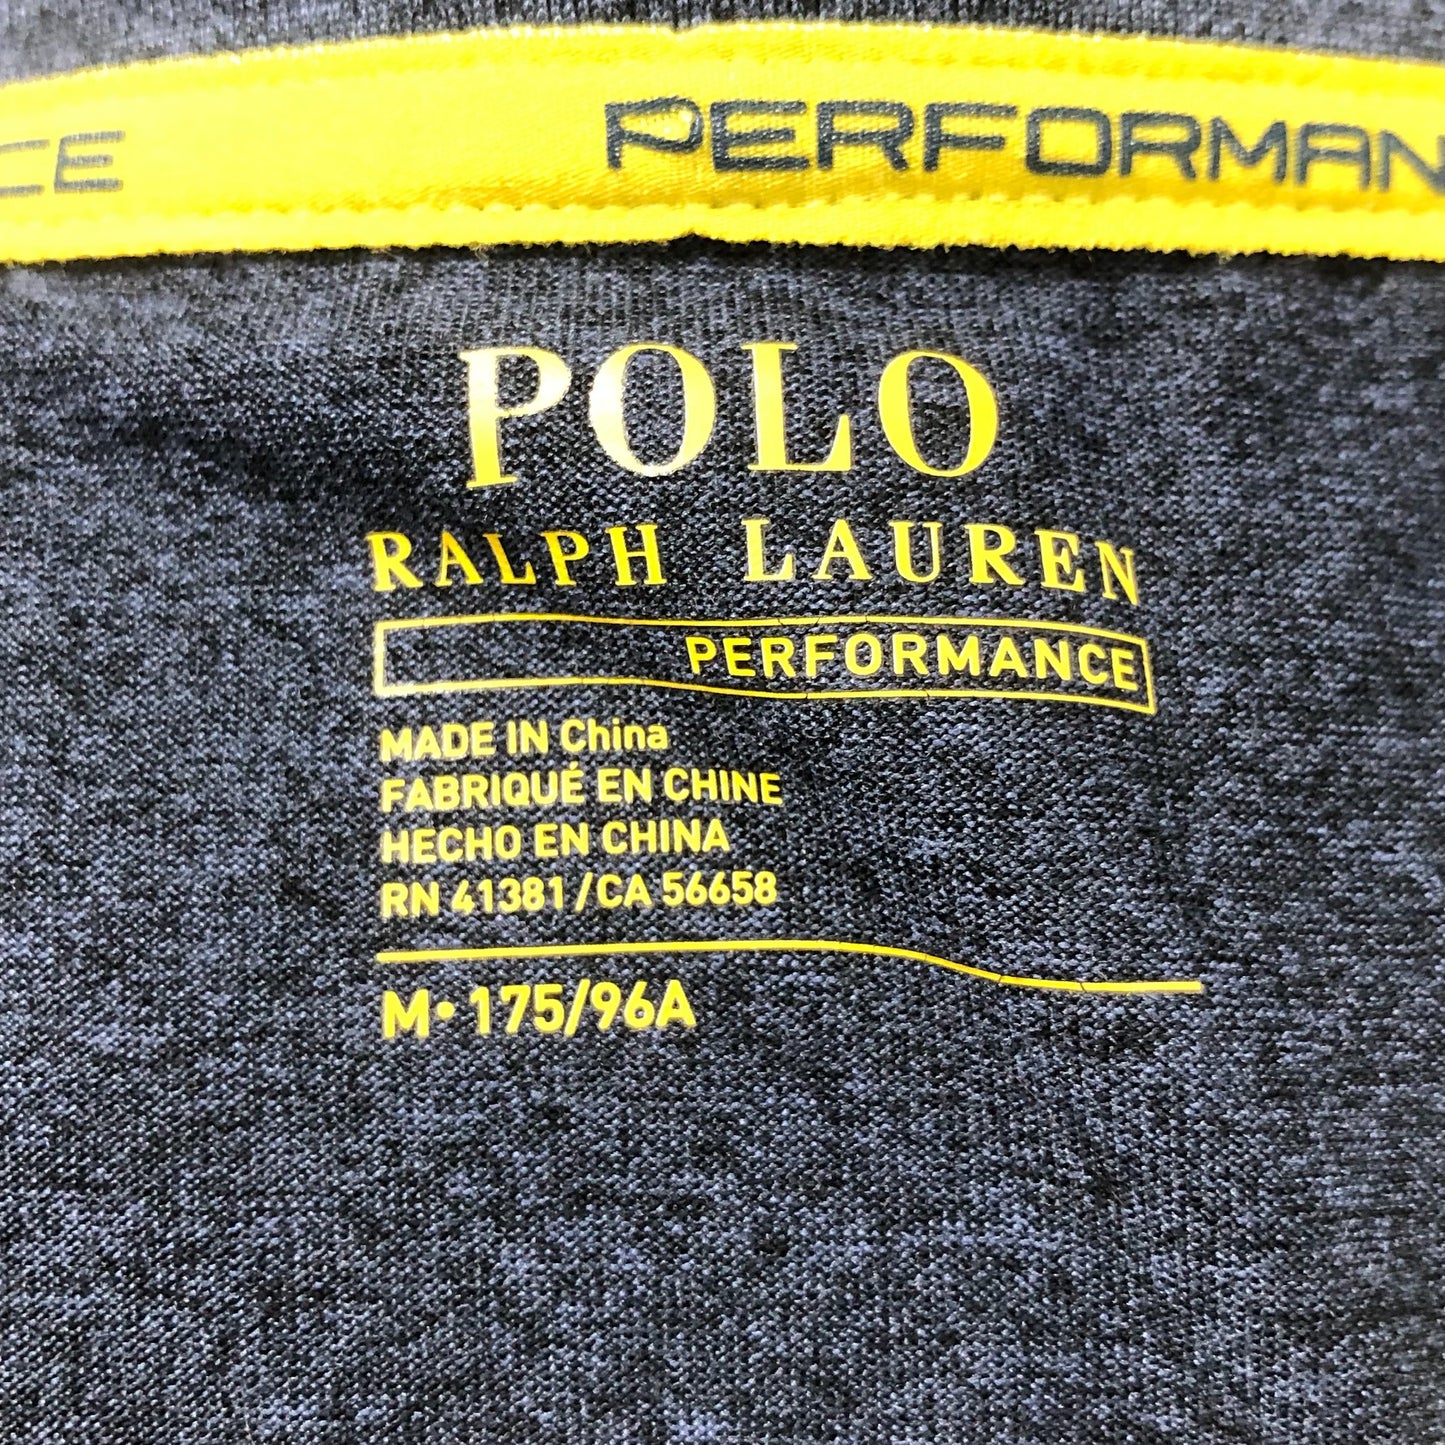 CE PERFORMAN
POLO
RALPH LAUREN
PERFORMANCE
MADE IN China
FABRIQUÉ EN CHINE
HECHO EN CHINA
RN 41381/CA 56658
M• 175/96A